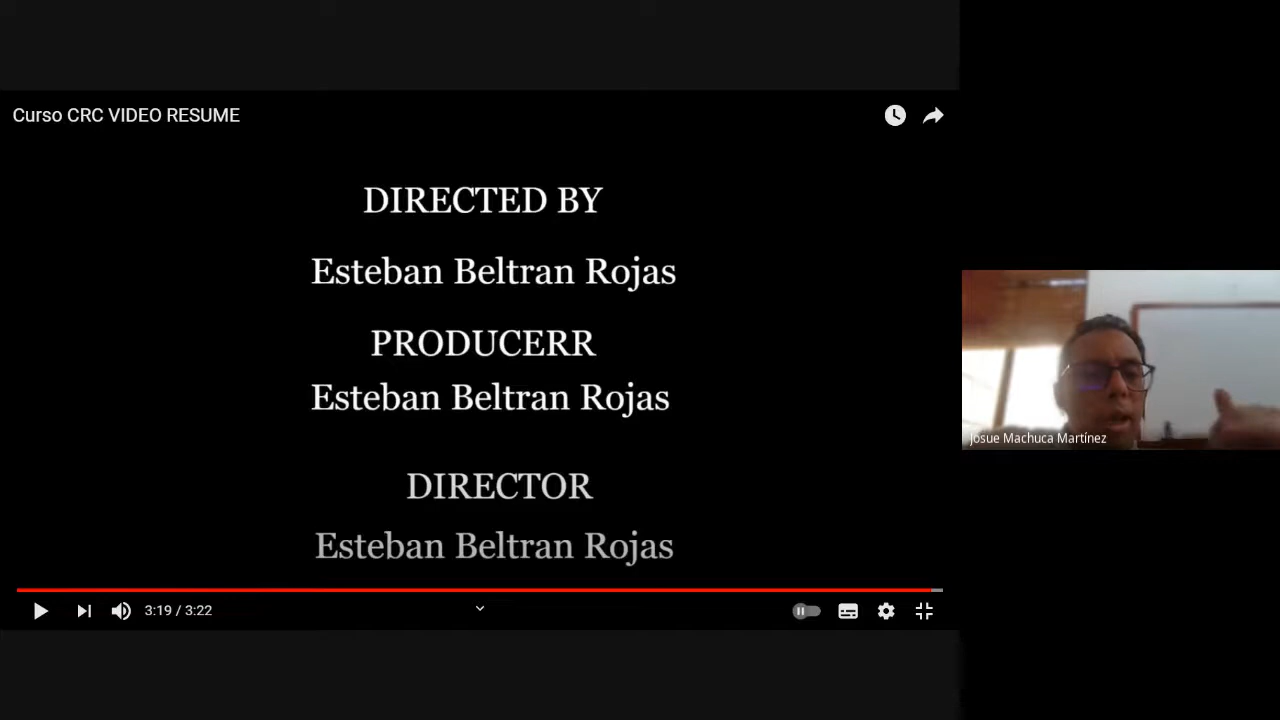 Curso CRC VIDEO RESUME
DIRECTED BY
Esteban Beltran Rojas
PRODUCERR
Esteban Beltran Rojas
DIRECTOR
Esteban Beltran Rojas
3:19 / 3:22
Josue Machuca Martínez